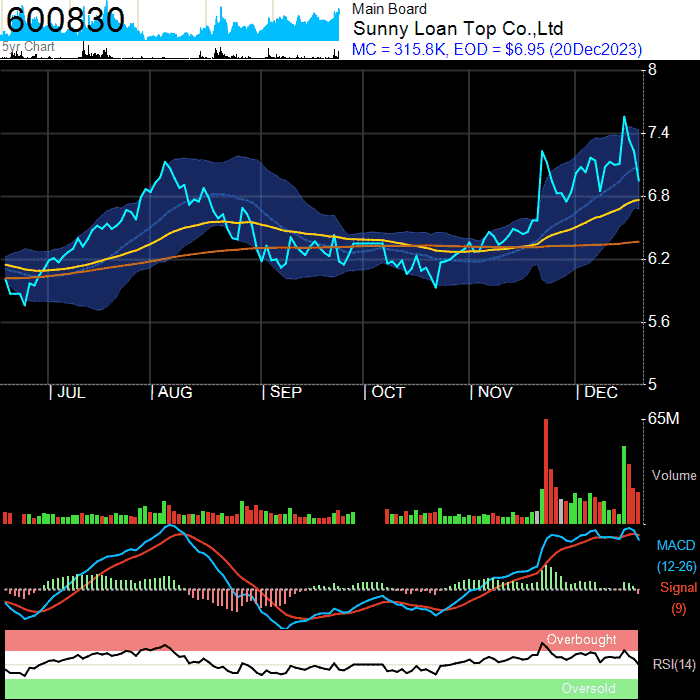 600830
5yr Chart
Main Board
Sunny Loan Top Co.,Ltd
MC = 315.8K, EOD = $6.95 (20Dec2023)
8
7.4
6.8
6.2
5.6
5
| JUL | AUG | SEP | OCT | NOV | DEC
65M
Volume
MACD
(12-26)
Signal
(9)
Overbought
RSI(14)
Oversold